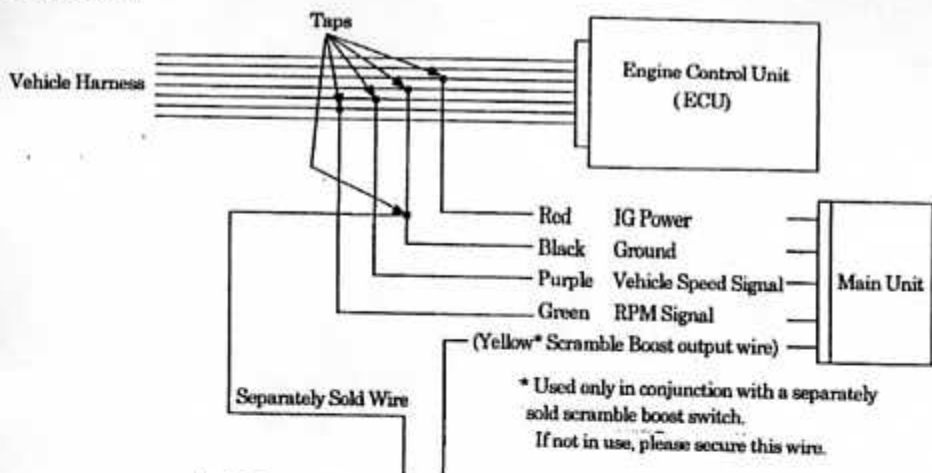 Taps
Vehicle Harness
Engine Control Unit
(ECU)
Red IG Power
Black Ground
Purple Vehicle Speed Signal
Green RPM Signal
(Yellow* Scramble Boost output wire)
Main Unit
Separately Sold Wire
* Used only in conjunction with a separately
sold scramble boost switch.
If not in use, please secure this wire.